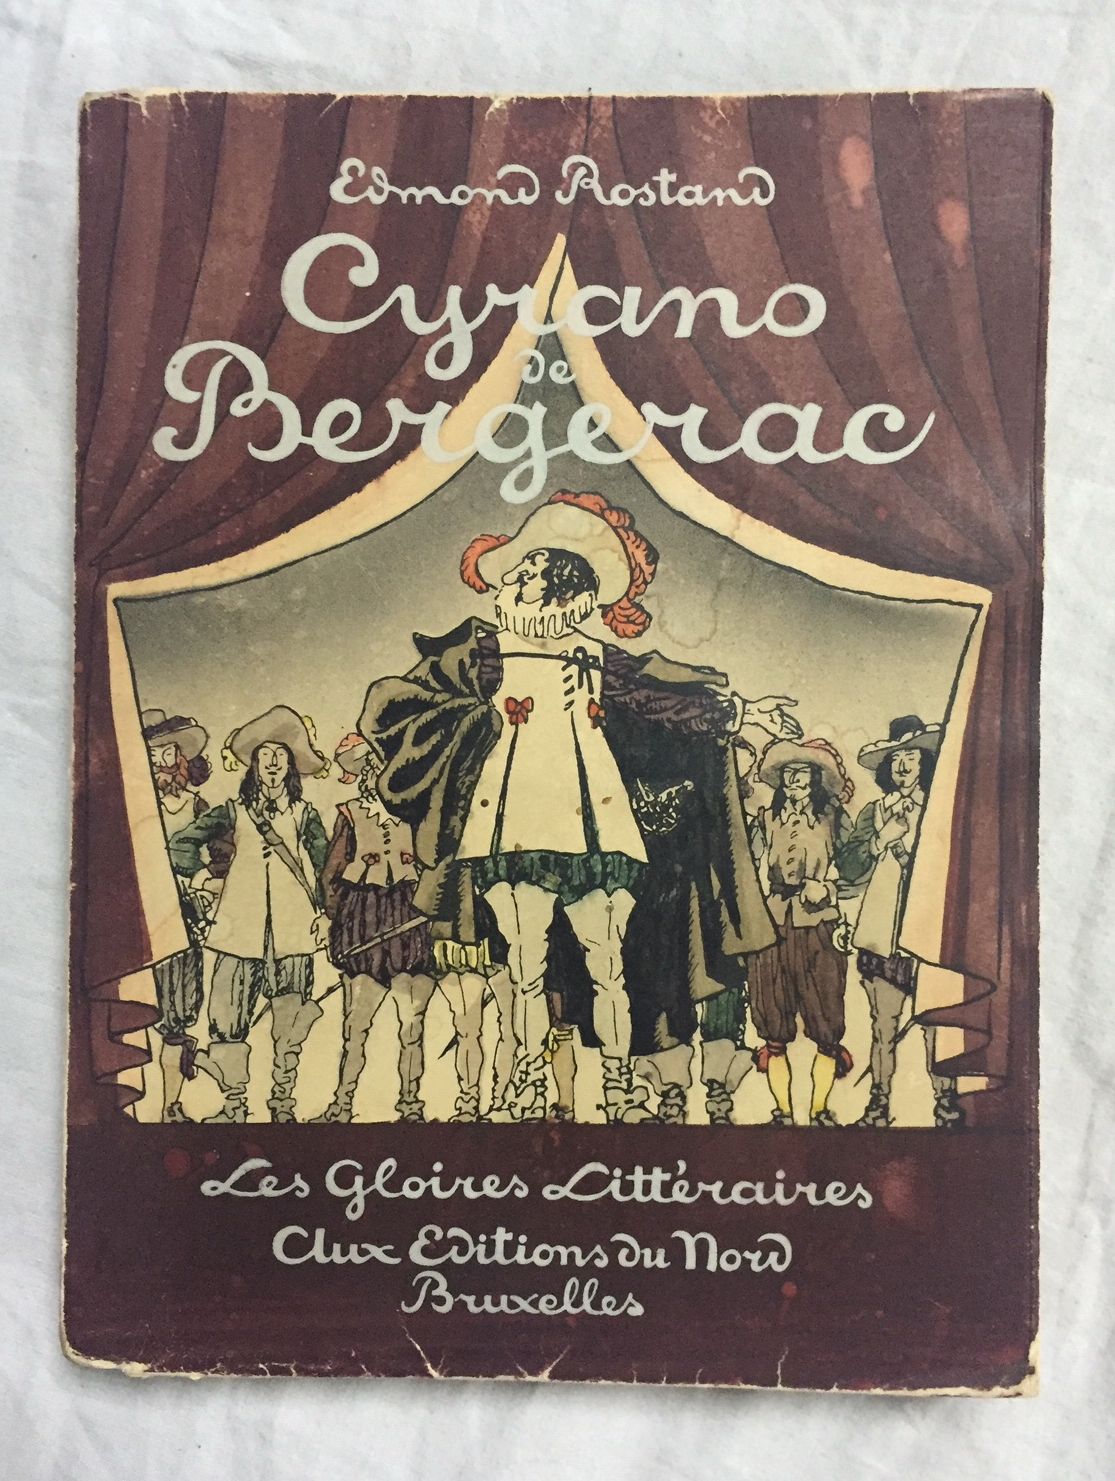 Edmond Rostand
Cyrano
de
Bergerac
Les Gloires Littéraires
Aux Editions du Nord
Bruxelles